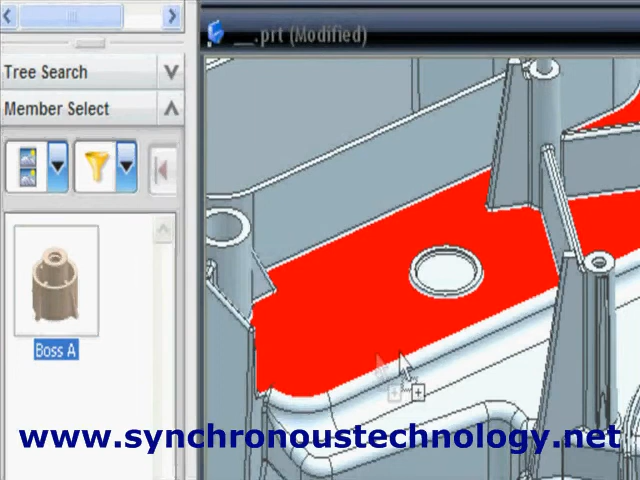 __.prt (Modified)
Tree Search
Member Select
Boss A
www.synchronoustechnology.net